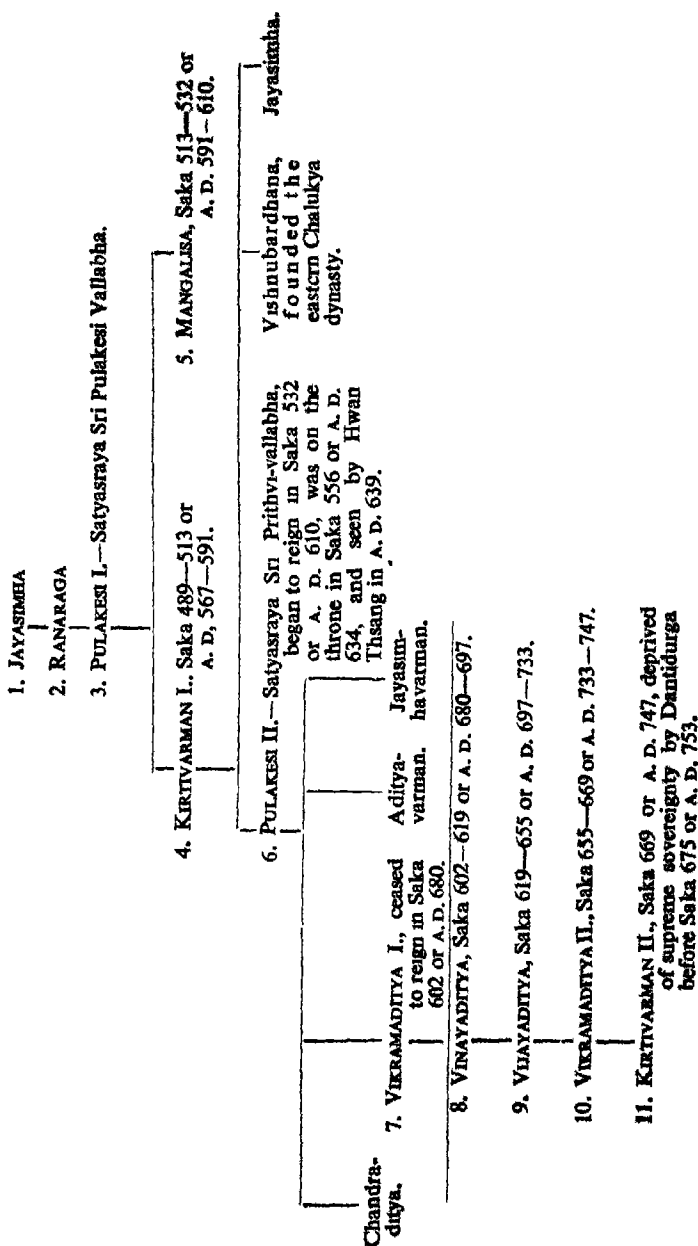 1. JAYASIMHA
2. RANARAGA
3. PULAKESI I.—Satyasraya Sri Pulakesi Vallabha.
4. KIRTIVARMAN I., Saka 489—513 or
A. D, 567—591.
5. MANGALISA, Saka 513—532 or
A. D. 591—610.
6. PULAKESI II.—Satyasraya Sri Prithvi-vallabha,
began to reign in Saka 532
or A. D. 610, was on the
throne in Saka 556 or A. D.
634, and seen by Hwan
Thsang in A. D. 639.
Vishnubardhana,
founded the
eastern Chalukya
dynasty.
Jayasimha.
Chandra-
ditya.
7. VIKRAMADITYA I., ceased
to reign in Saka
602 or A. D. 680.
Aditya-
varman.
Jayasim-
havarman.
8. VINAYADITYA, Saka 602—619 or A. D. 680—697.
9. VIJAYADITYA, Saka 619—655 or A. D. 697—733.
10. VIKRAMADITYA II., Saka 655—669 or A. D. 733—747.
11. KIRTIVARMAN II., Saka 669 or A. D. 747, deprived
of supreme sovereignty by Dantidurga
before Saka 675 or A. D. 753.